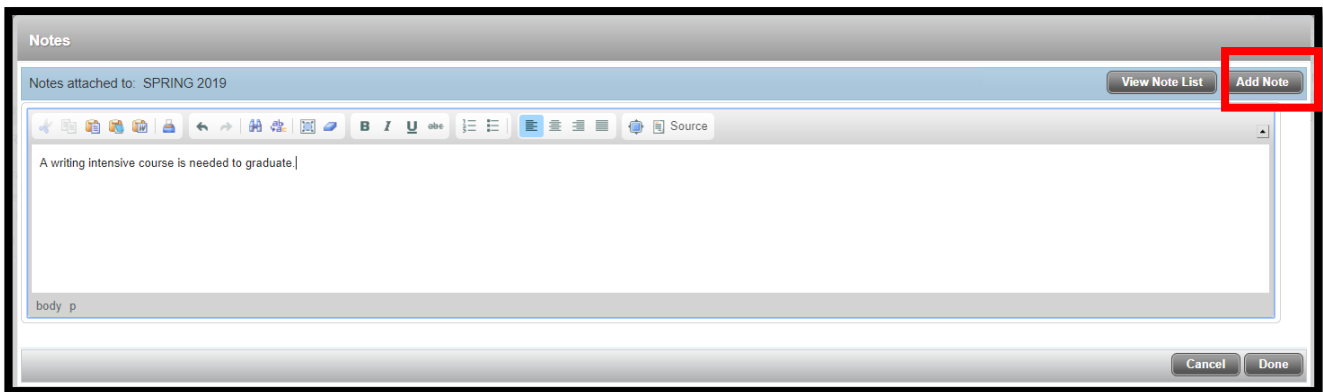 Notes
Notes attached to: SPRING 2019 View Note List Add Note
B I U abc Source
A writing intensive course is needed to graduate.
body p
Cancel Done